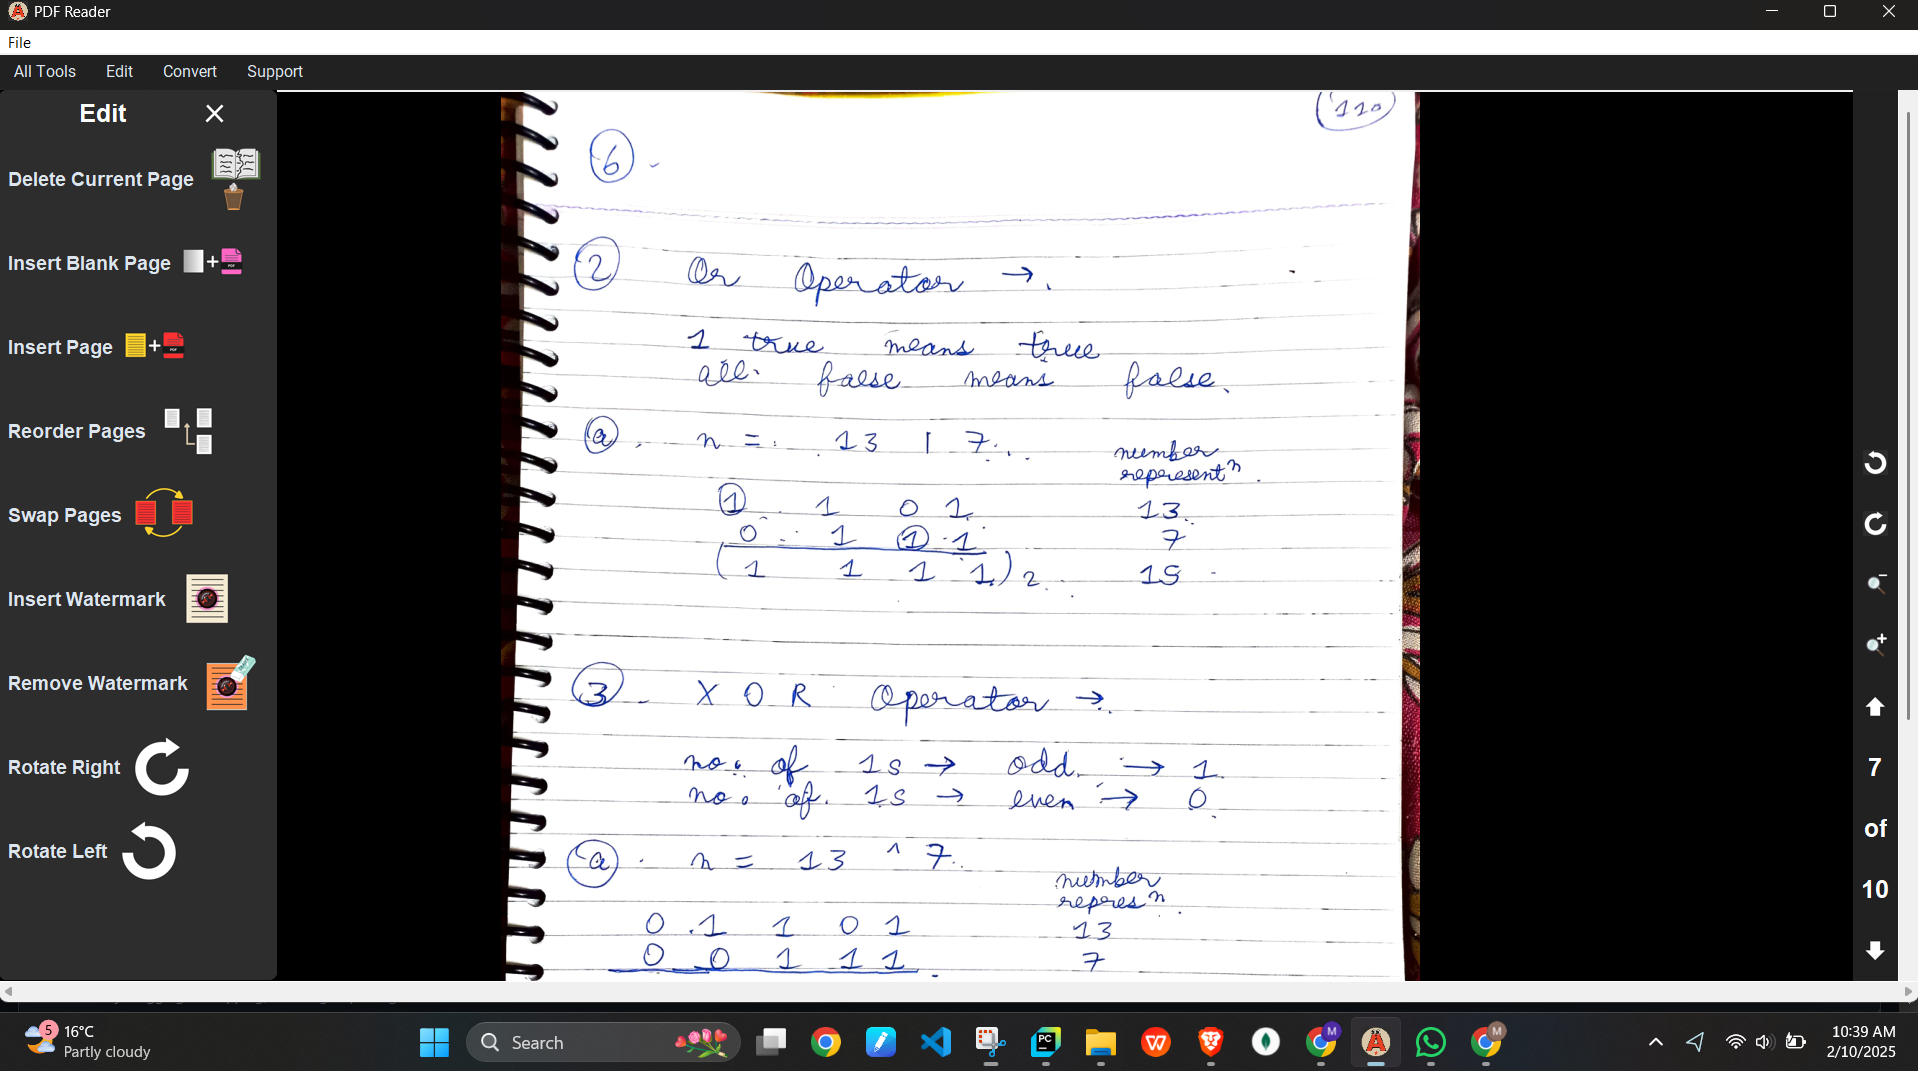 PDF Reader
File
All Tools Edit Convert Support
Edit
Delete Current Page
Insert Blank Page
Insert Page
Reorder Pages
Swap Pages
Insert Watermark
Remove Watermark
Rotate Right
Rotate Left
110
6 -
2 Or Operator →.
1 true means true
all false means false.
a. n = 13 | 7
number
representⁿ.
1 1 0 1 13
0 1 1 1 7
(1 1 1 1)2 15
3 - XOR Operator →
no. of 1s → odd → 1
no. of 1s → even → 0
a. n = 13 ^ 7
number
represⁿ.
0 1 1 0 1 13
0 0 1 1 1 7
7
of
10
5
16°C
Partly cloudy
Search
PC
M
M
10:39 AM
2/10/2025